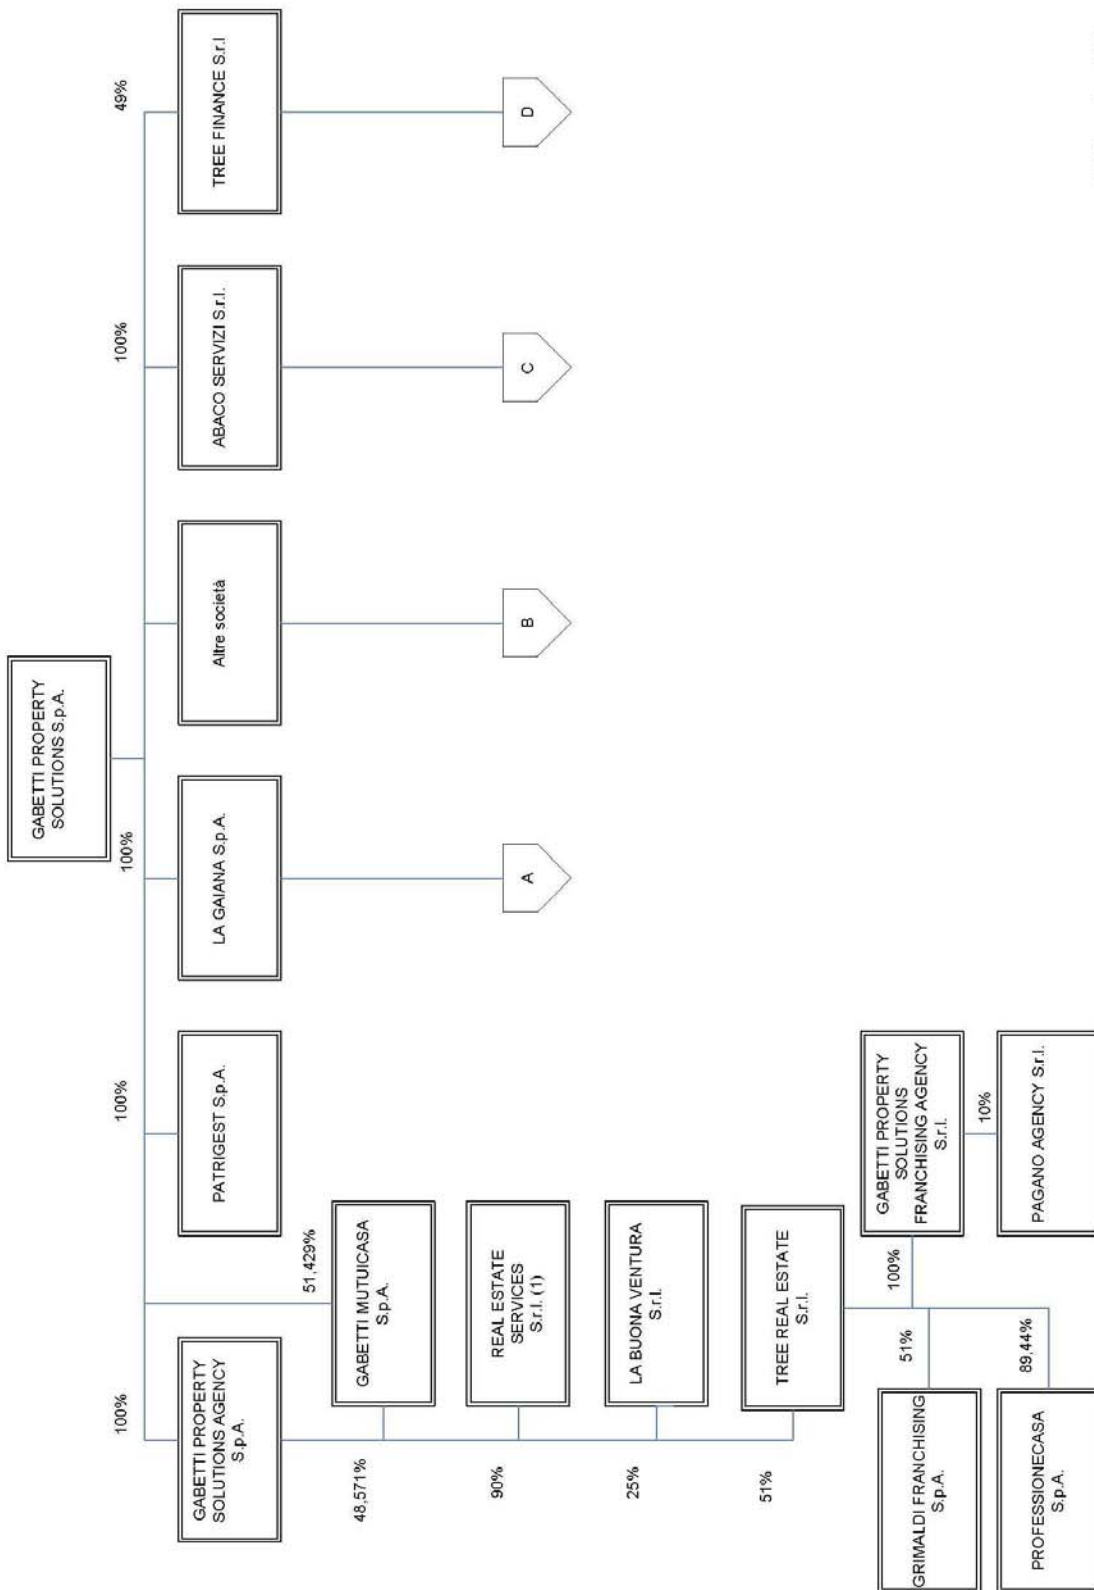 GABETTI PROPERTY
SOLUTIONS S.p.A.
100%
100%
100%
100%
49%
GABETTI PROPERTY
SOLUTIONS AGENCY
S.p.A.
PATRIGEST S.p.A.
LA GAIANA S.p.A.
Altre società
ABACO SERVIZI S.r.l.
TREE FINANCE S.r.l
51,429%
48,571%
GABETTI MUTUICASA
S.p.A.
90%
REAL ESTATE
SERVICES
S.r.l. (1)
A
B
C
D
25%
LA BUONA VENTURA
S.r.l.
51%
TREE REAL ESTATE
S.r.l.
100%
GABETTI PROPERTY
SOLUTIONS
FRANCHISING AGENCY
S.r.l.
51%
GRIMALDI FRANCHISING
S.p.A.
10%
89,44%
PROFESSIONECASA
S.p.A.
PAGANO AGENCY S.r.l.